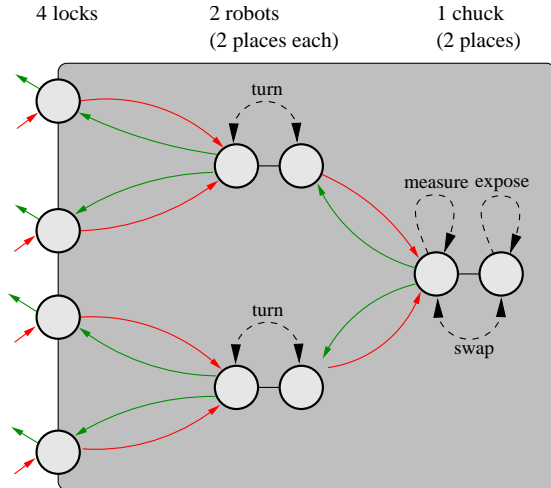 4 locks
2 robots
(2 places each)
1 chuck
(2 places)
turn
measure
expose
turn
swap